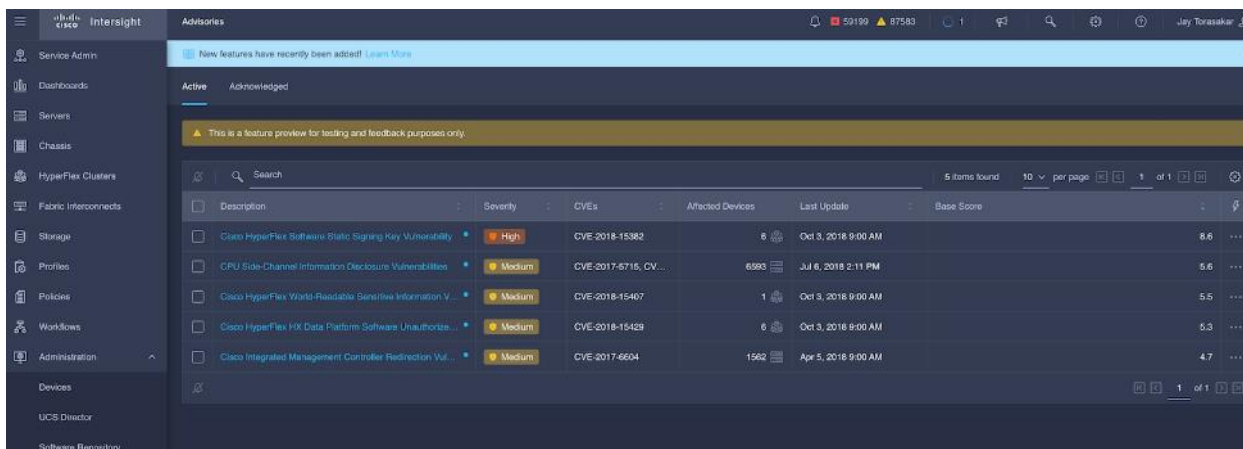 cisco Intersight
Advisories
59199 87583 1 Jay Torasakar
Service Admin
New features have recently been added! Learn More
Dashboards
Active Acknowledged
Servers
This is a feature preview for testing and feedback purposes only.
Chassis
HyperFlex Clusters
Search 5 items found 10 per page 1 of 1
Fabric Interconnects
Description Severity CVEs Affected Devices Last Update Base Score
Storage
Cisco HyperFlex Software Static Signing Key Vulnerability High CVE-2018-15382 6 Oct 3, 2018 9:00 AM 8.6
Profiles
CPU Side-Channel Information Disclosure Vulnerabilities Medium CVE-2017-5715, CV... 6593 Jul 6, 2018 2:11 PM 5.6
Policies
Cisco HyperFlex World-Readable Sensitive Information V... Medium CVE-2018-15407 1 Oct 3, 2018 9:00 AM 5.5
Workflows
Cisco HyperFlex HX Data Platform Software Unauthorize... Medium CVE-2018-15429 6 Oct 3, 2018 9:00 AM 5.3
Administration
Cisco Integrated Management Controller Redirection Vul... Medium CVE-2017-6604 1562 Apr 5, 2018 9:00 AM 4.7
Devices
1 of 1
UCS Director
Software Repository